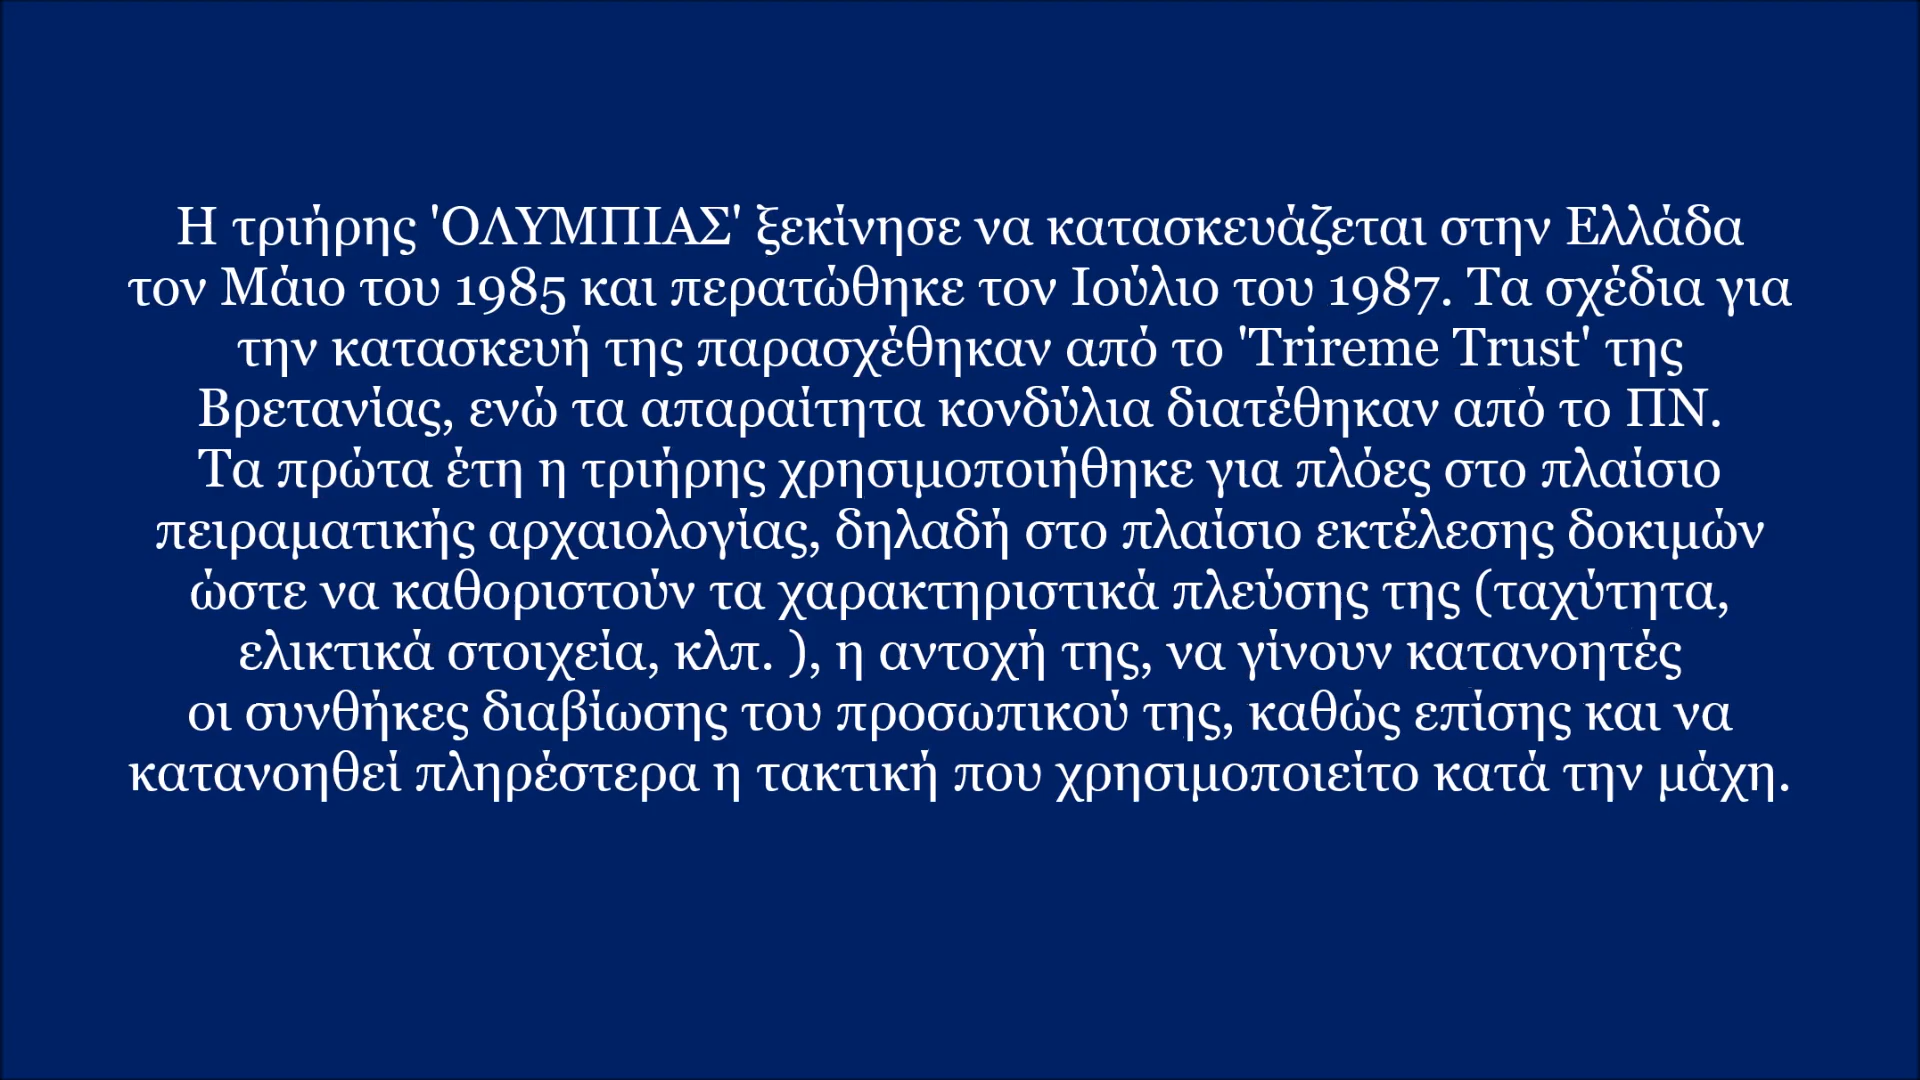 Η τριήρης 'ΟΛΥΜΠΙΑΣ' ξεκίνησε να κατασκευάζεται στην Ελλάδα
τον Μάιο του 1985 και περατώθηκε τον Ιούλιο του 1987. Τα σχέδια για
την κατασκευή της παρασχέθηκαν από το 'Trireme Trust' της
Βρετανίας, ενώ τα απαραίτητα κονδύλια διατέθηκαν από το ΠΝ.
Τα πρώτα έτη η τριήρης χρησιμοποιήθηκε για πλόες στο πλαίσιο
πειραματικής αρχαιολογίας, δηλαδή στο πλαίσιο εκτέλεσης δοκιμών
ώστε να καθοριστούν τα χαρακτηριστικά πλεύσης της (ταχύτητα,
ελικτικά στοιχεία, κλπ. ), η αντοχή της, να γίνουν κατανοητές
οι συνθήκες διαβίωσης του προσωπικού της, καθώς επίσης και να
κατανοηθεί πληρέστερα η τακτική που χρησιμοποιείτο κατά την μάχη.